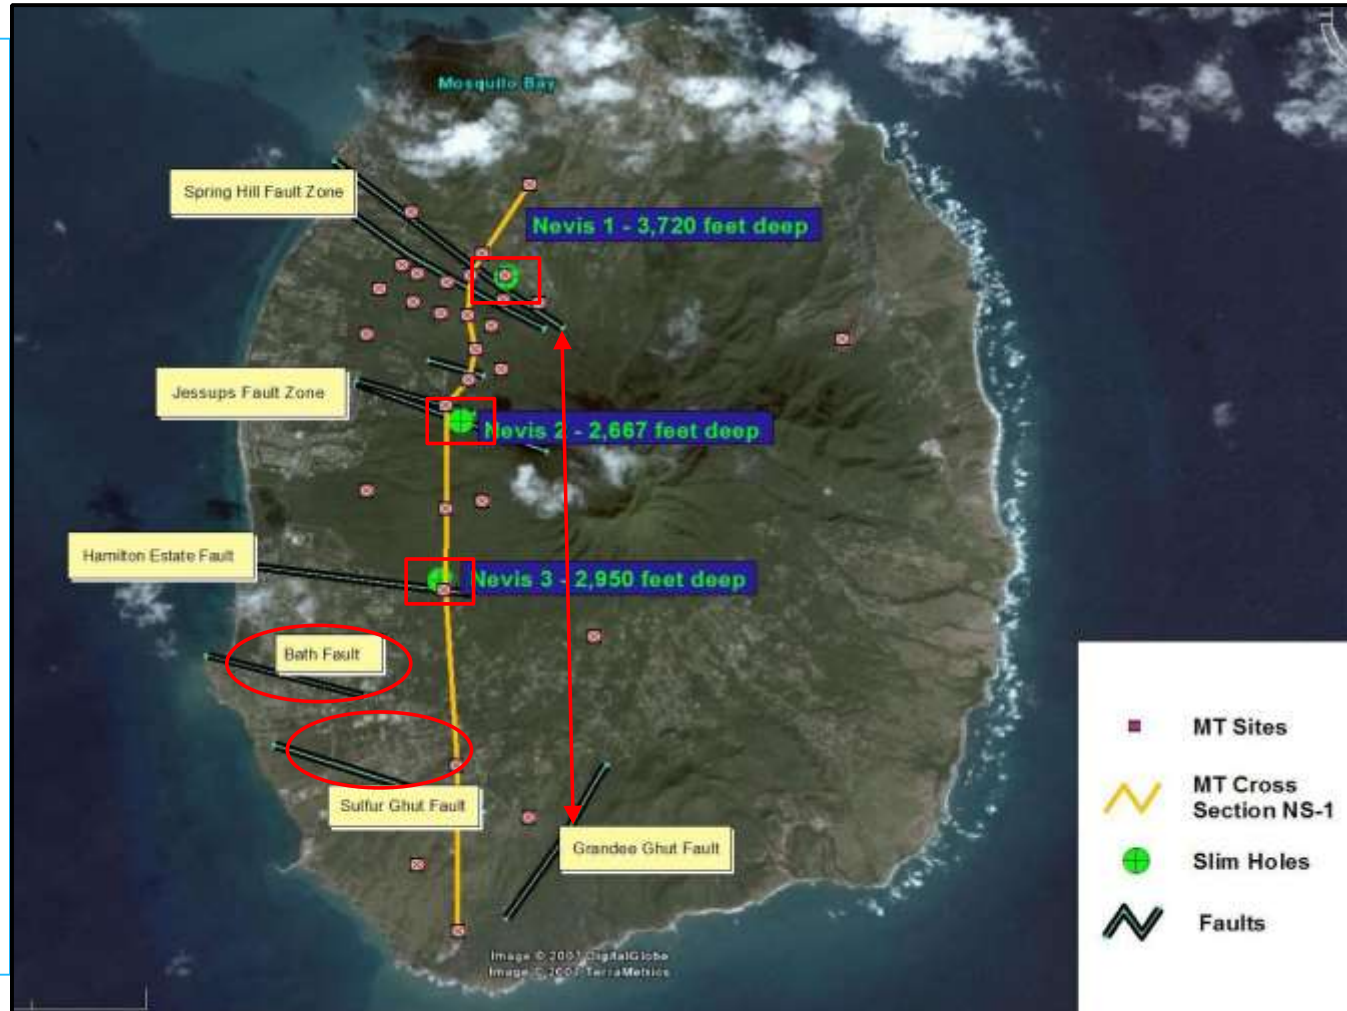 Mosquito Bay
Spring Hill Fault Zone
Nevis 1 - 3,720 feet deep
Jessups Fault Zone
Nevis 2 - 2,667 feet deep
Hamilton Estate Fault
Nevis 3 - 2,950 feet deep
Bath Fault
Sulfur Ghut Fault
Grandee Ghut Fault
MT Sites
MT Cross
Section NS-1
Slim Holes
Faults
Image © 2007 DigitalGlobe
Image © 2007 TerraMetrics